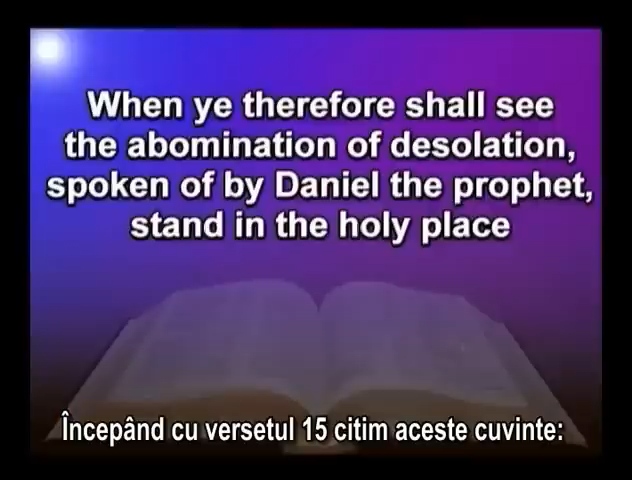 When ye therefore shall see
the abomination of desolation,
spoken of by Daniel the prophet,
stand in the holy place
Începând cu versetul 15 citim aceste cuvinte: